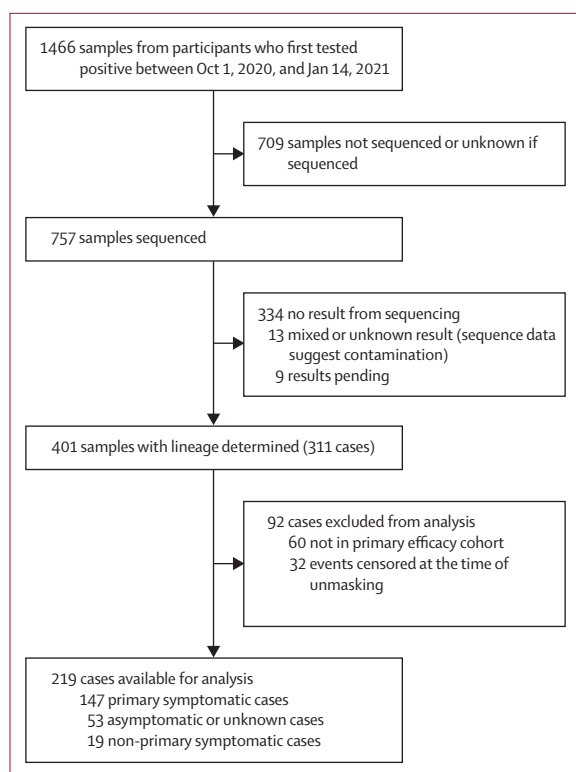 1466 samples from participants who first tested
positive between Oct 1, 2020, and Jan 14, 2021
709 samples not sequenced or unknown if
sequenced
757 samples sequenced
334 no result from sequencing
13 mixed or unknown result (sequence data
suggest contamination)
9 results pending
401 samples with lineage determined (311 cases)
92 cases excluded from analysis
60 not in primary efficacy cohort
32 events censored at the time of
unmasking
219 cases available for analysis
147 primary symptomatic cases
53 asymptomatic or unknown cases
19 non-primary symptomatic cases